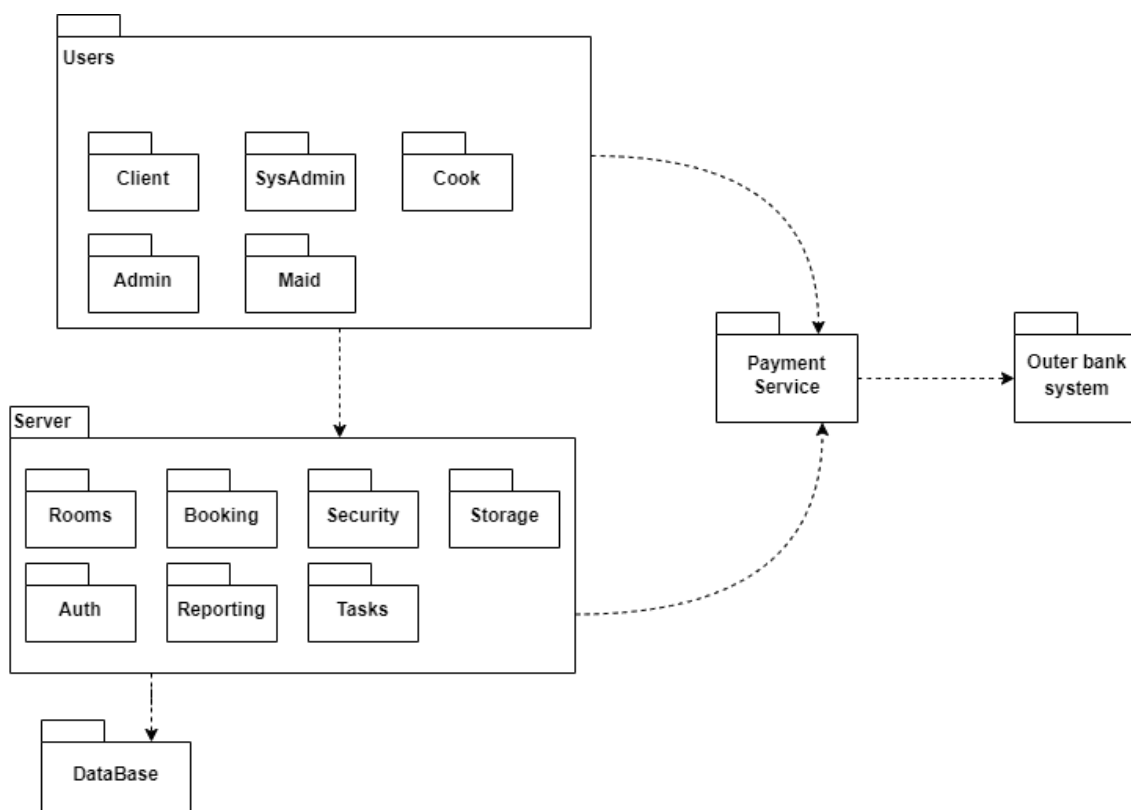 Users
Client
SysAdmin
Cook
Admin
Maid
Payment
Service
Outer bank
system
Server
Rooms
Booking
Security
Storage
Auth
Reporting
Tasks
DataBase